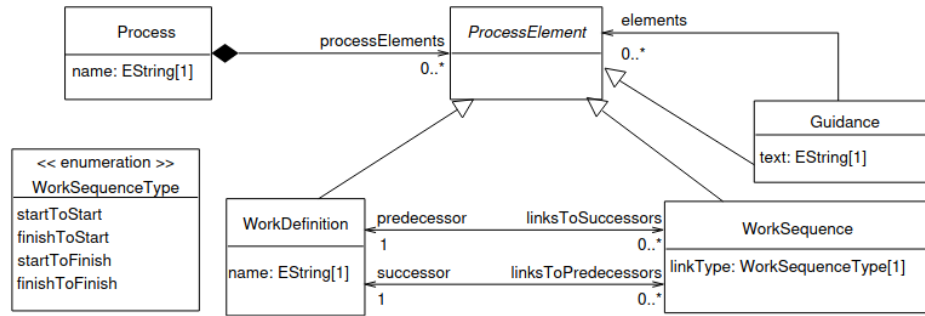 Process
name: EString[1]
processElements
0..*
ProcessElement
elements
0..*
Guidance
text: EString[1]
<< enumeration >>
WorkSequenceType
startToStart
finishToStart
startToFinish
finishToFinish
WorkDefinition
name: EString[1]
predecessor
linksToSuccessors
1
0..*
successor
linksToPredecessors
1
0..*
WorkSequence
linkType: WorkSequenceType[1]